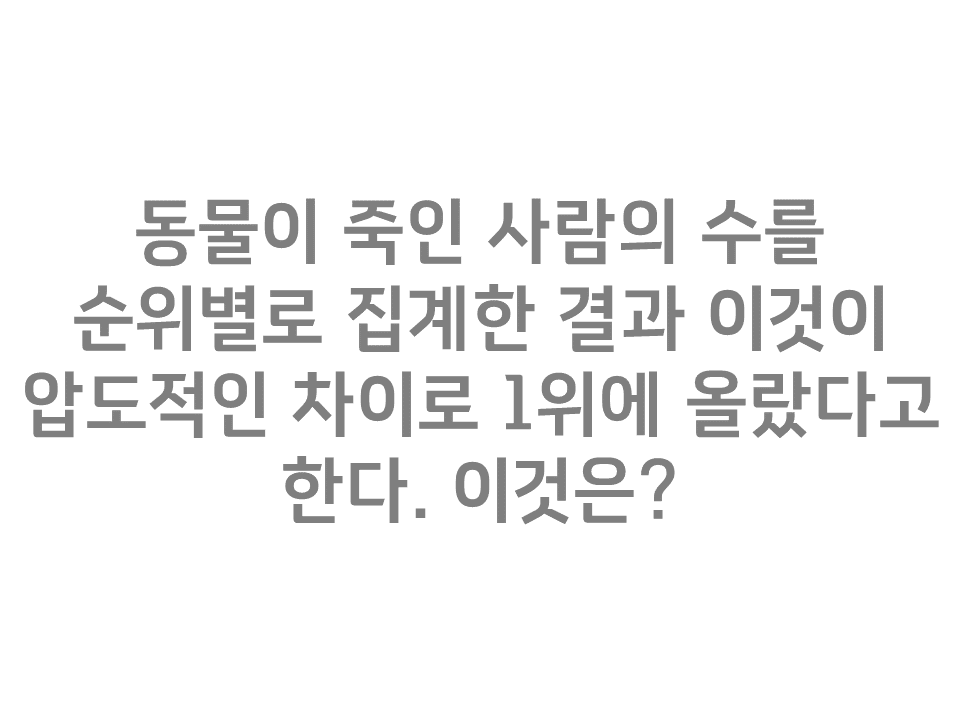 동물이 죽인 사람의 수를
순위별로 집계한 결과 이것이
압도적인 차이로 1위에 올랐다고
한다. 이것은?